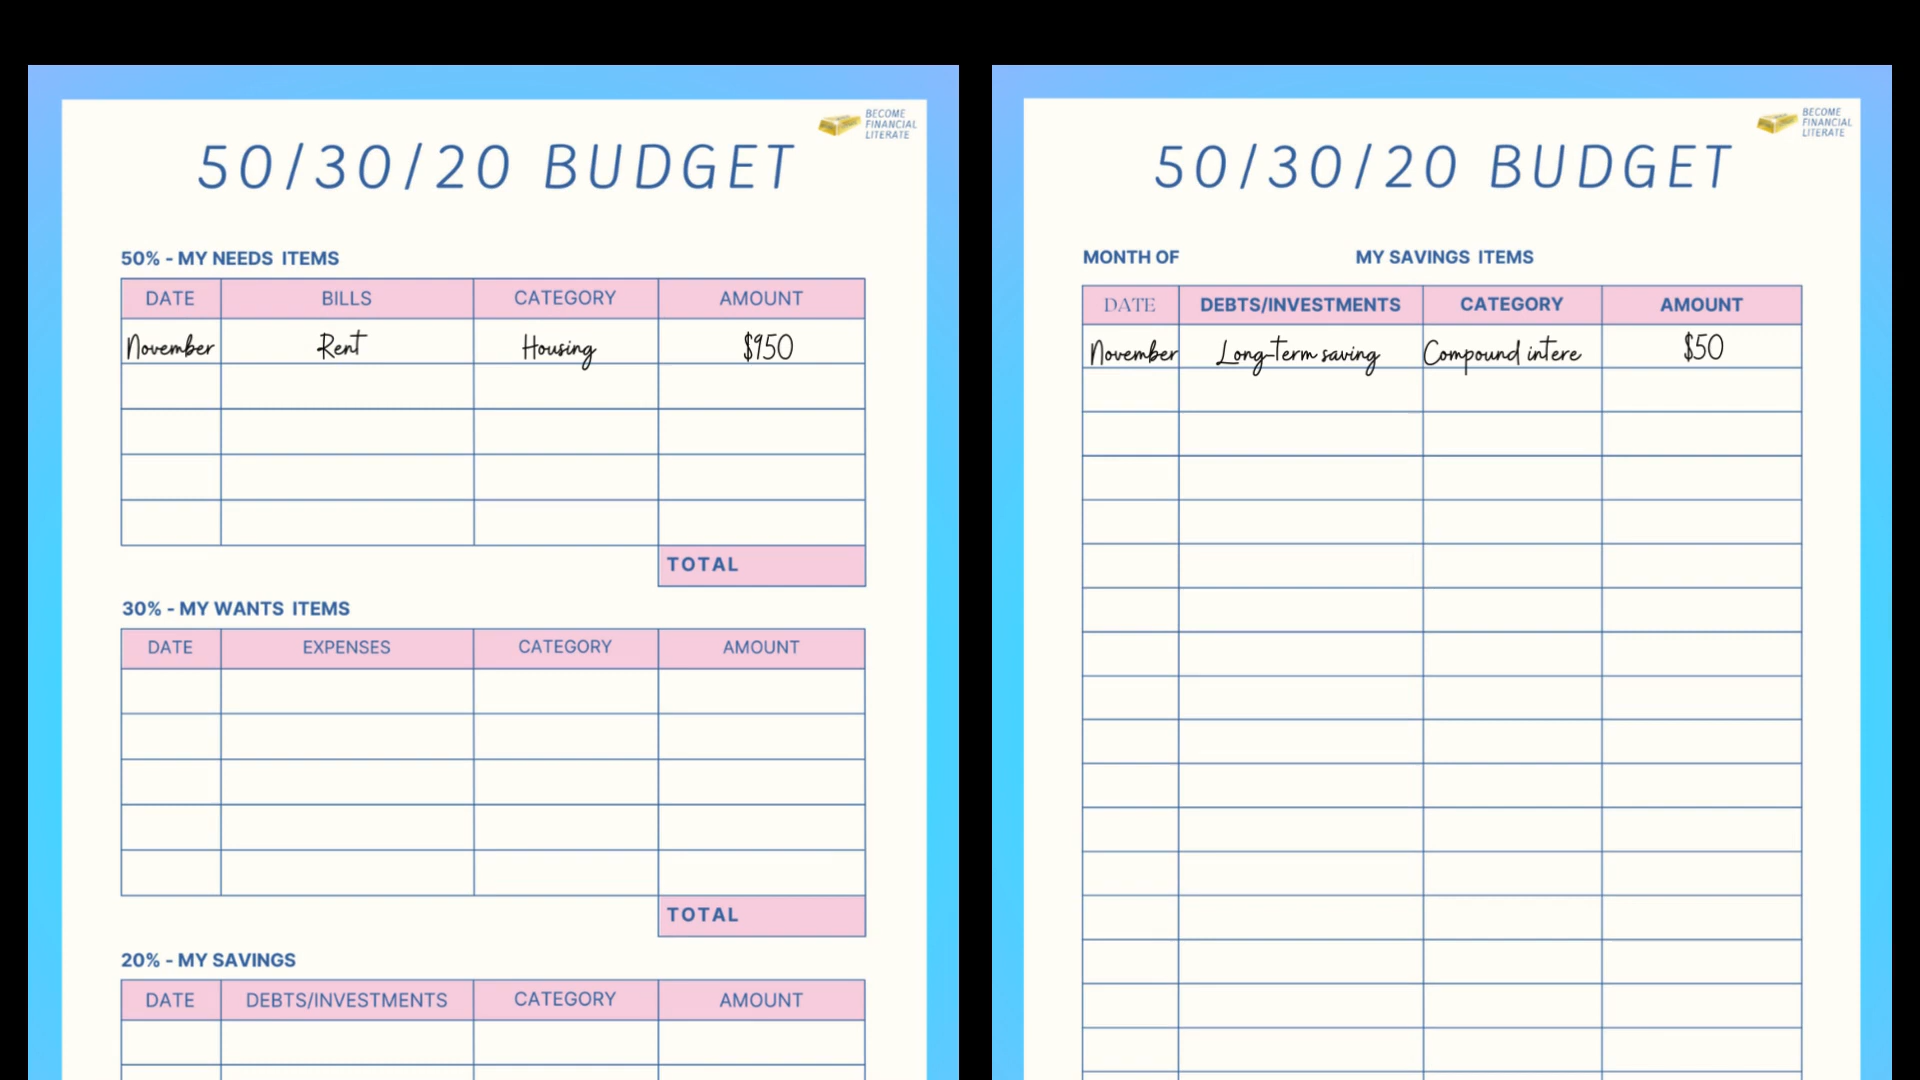 BECOME
FINANCIAL
LITERATE
50/30/20 BUDGET
50% - MY NEEDS ITEMS
DATE BILLS CATEGORY AMOUNT
November Rent Housing $950
TOTAL
30% - MY WANTS ITEMS
DATE EXPENSES CATEGORY AMOUNT
TOTAL
20% - MY SAVINGS
DATE DEBTS/INVESTMENTS CATEGORY AMOUNT
BECOME
FINANCIAL
LITERATE
50/30/20 BUDGET
MONTH OF MY SAVINGS ITEMS
DATE DEBTS/INVESTMENTS CATEGORY AMOUNT
November Long-term saving Compound intere $50